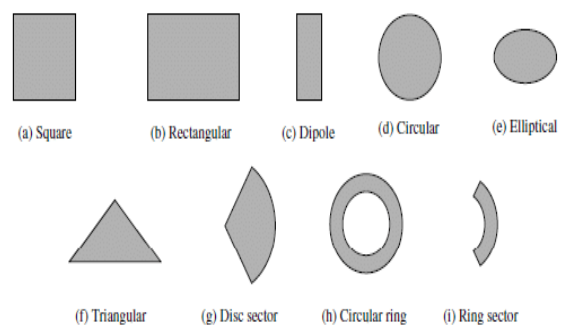 (a) Square
(b) Rectangular
(c) Dipole
(d) Circular
(e) Elliptical
(f) Triangular
(g) Disc sector
(h) Circular ring
(i) Ring sector